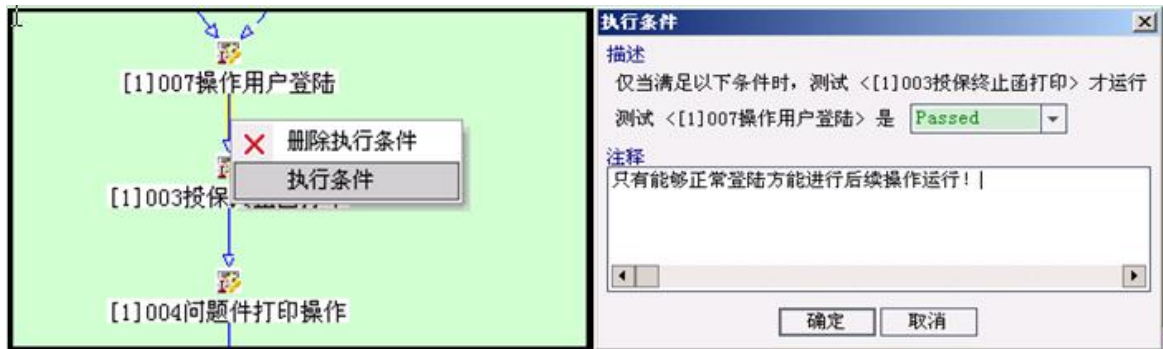 [1]007操作用户登陆
删除执行条件
执行条件
[1]003投保
[1]004问题件打印操作
执行条件
描述
仅当满足以下条件时，测试 <[1]003投保终止函打印> 才运行
测试 <[1]007操作用户登陆> 是 Passed
注释
只有能够正常登陆方能进行后续操作运行！
确定 取消